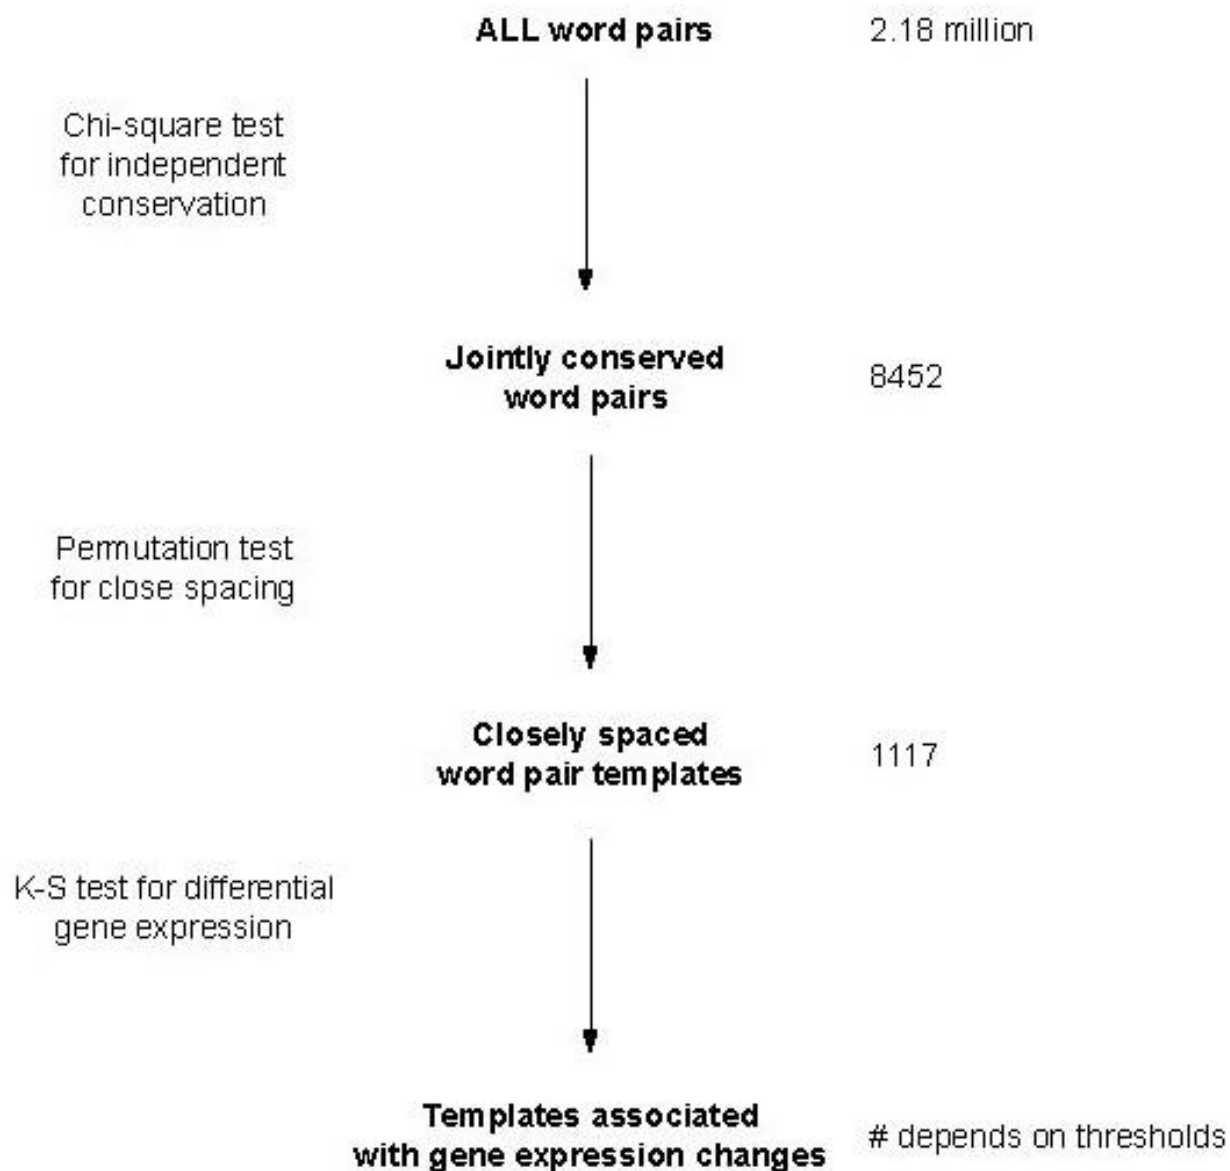 ALL word pairs
2.18 million
Chi-square test
for independent
conservation
Jointly conserved
word pairs
8452
Permutation test
for close spacing
Closely spaced
word pair templates
1117
K-S test for differential
gene expression
Templates associated
with gene expression changes
# depends on thresholds